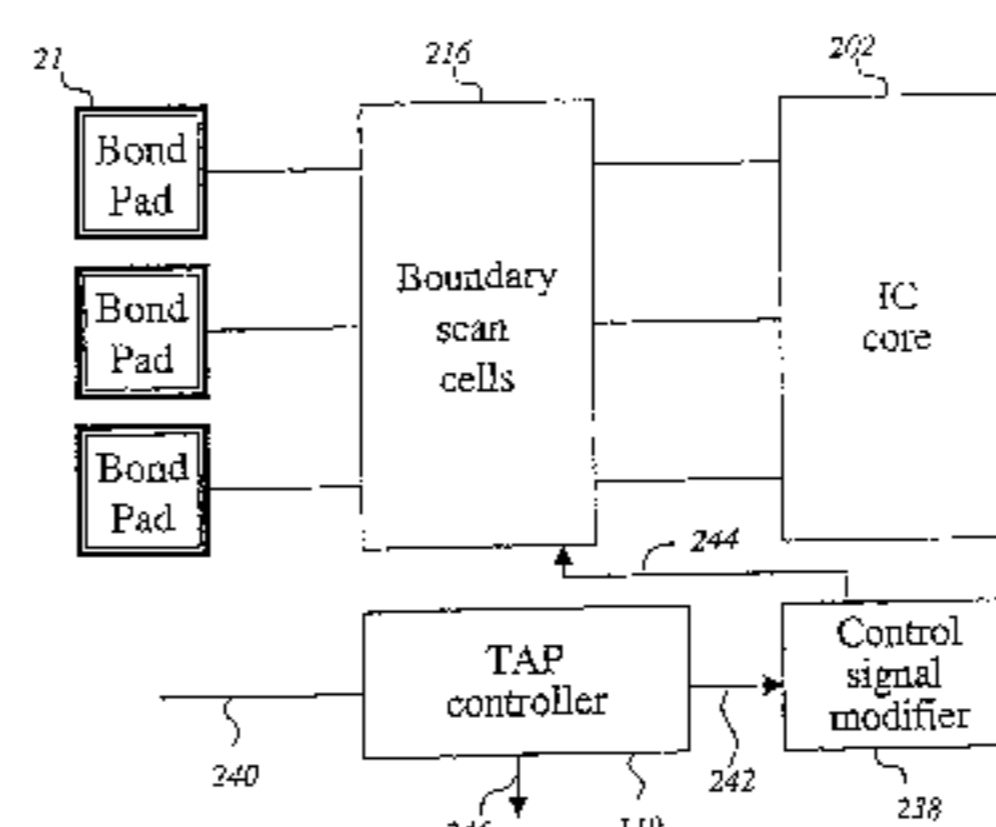 21
216
202
Bond
Pad
Bond
Pad
Bond
Pad
Boundary
scan
cells
IC
core
244
TAP
controller
Control
signal
modifier
240
242
238